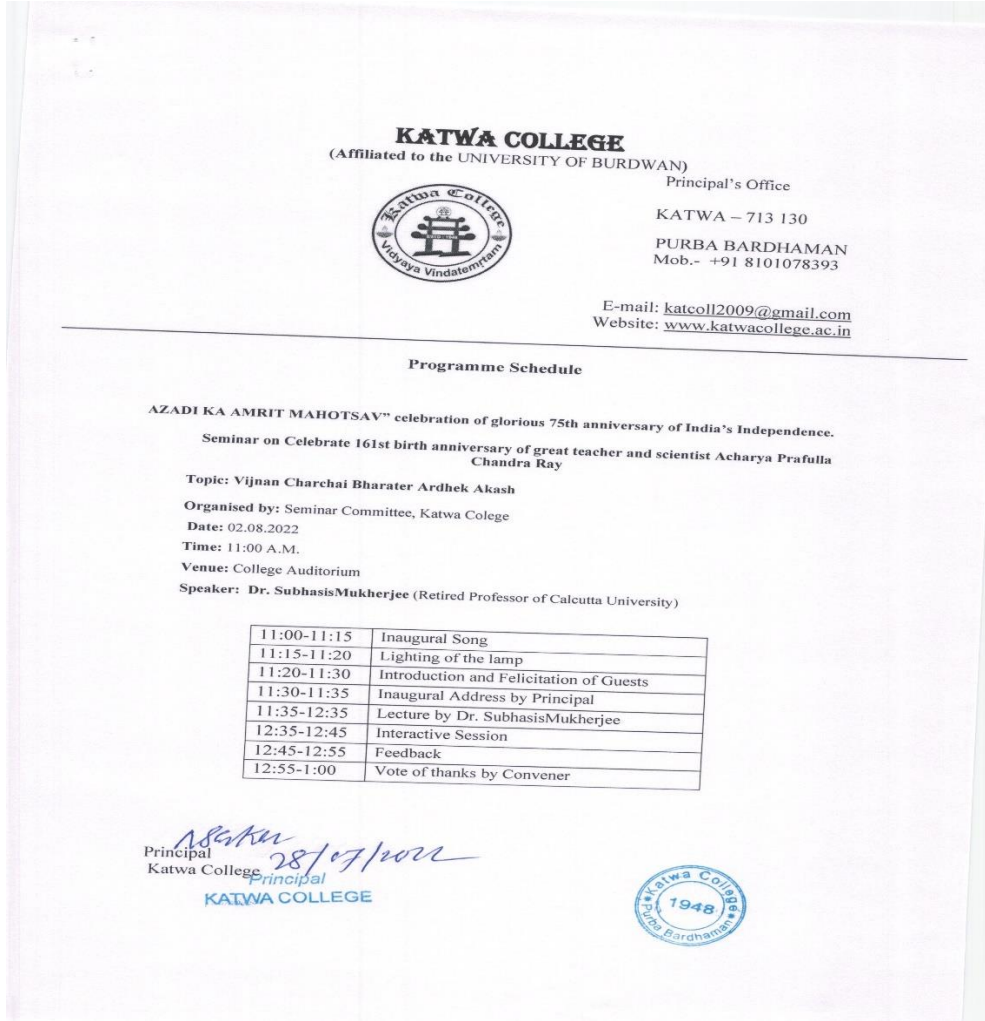 KATWA COLLEGE
(Affiliated to the UNIVERSITY OF BURDWAN)
Principal's Office
Katwa College
Vidyaya Vindatemrtam
KATWA – 713 130
PURBA BARDHAMAN
Mob.- +91 8101078393
E-mail: katcoll2009@gmail.com
Website: www.katwacollege.ac.in
Programme Schedule
AZADI KA AMRIT MAHOTSAV” celebration of glorious 75th anniversary of India's Independence.
Seminar on Celebrate 161st birth anniversary of great teacher and scientist Acharya Prafulla
Chandra Ray
Topic: Vijnan Charchai Bharater Ardhek Akash
Organised by: Seminar Committee, Katwa Colege
Date: 02.08.2022
Time: 11:00 A.M.
Venue: College Auditorium
Speaker: Dr. SubhasisMukherjee (Retired Professor of Calcutta University)
11:00-11:15 Inaugural Song
11:15-11:20 Lighting of the lamp
11:20-11:30 Introduction and Felicitation of Guests
11:30-11:35 Inaugural Address by Principal
11:35-12:35 Lecture by Dr. SubhasisMukherjee
12:35-12:45 Interactive Session
12:45-12:55 Feedback
12:55-1:00 Vote of thanks by Convener
Principal
28/07/2022
Katwa College
Principal
KATWA COLLEGE
Katwa College
1948
Purba Bardhaman